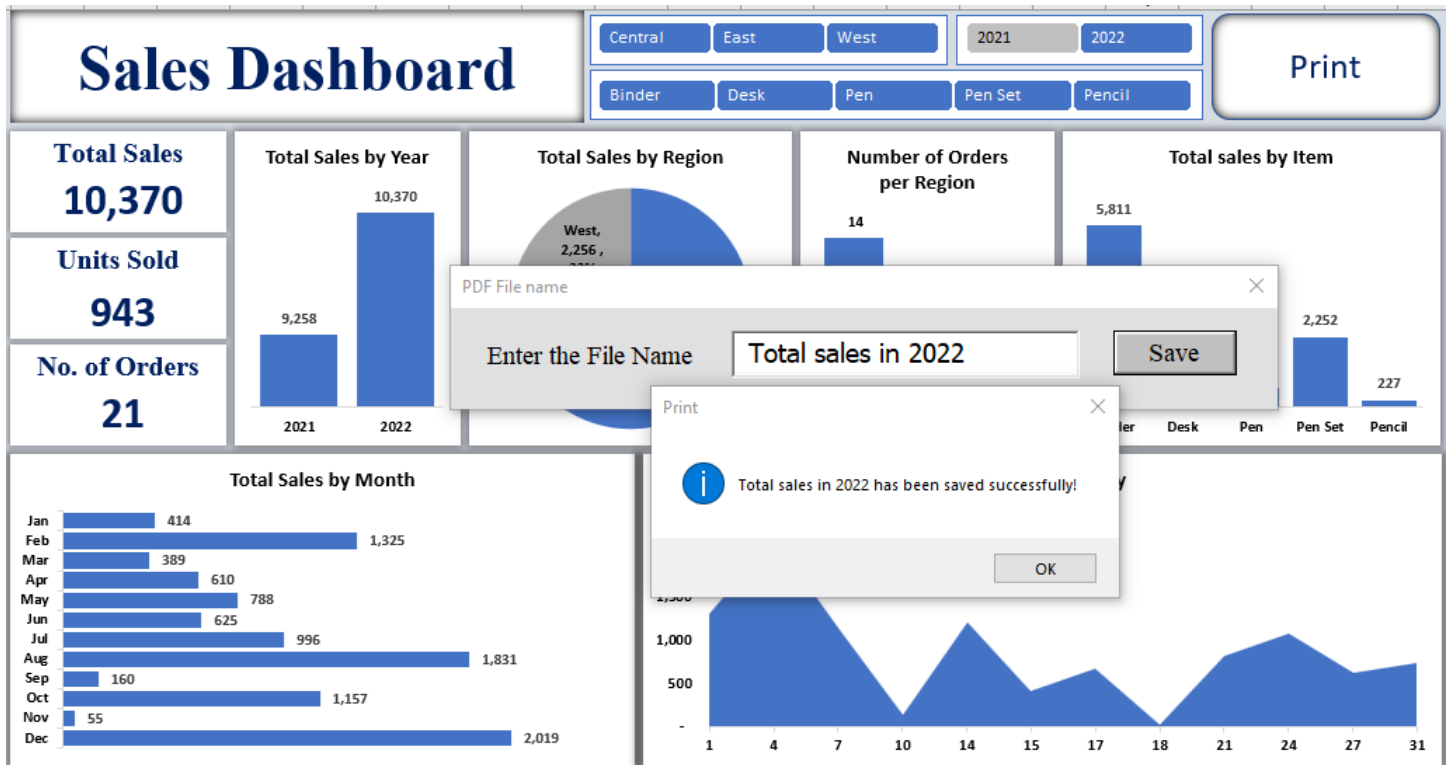 Sales Dashboard
Central East West
2021 2022
Binder Desk Pen Pen Set Pencil
Print
Total Sales
10,370
Units Sold
943
No. of Orders
21
Total Sales by Year
10,370
9,258
2021 2022
Total Sales by Region
West,
2,256 ,
Number of Orders
per Region
14
Total sales by Item
5,811
2,252
227
Desk Pen Pen Set Pencil
PDF File name
Enter the File Name Total sales in 2022 Save
Print
Total sales in 2022 has been saved successfully!
OK
Total Sales by Month
Jan 414
Feb 1,325
Mar 389
Apr 610
May 788
Jun 625
Jul 996
Aug 1,831
Sep 160
Oct 1,157
Nov 55
Dec 2,019
1,500
1,000
500
-
1 4 7 10 14 15 17 18 21 24 27 31